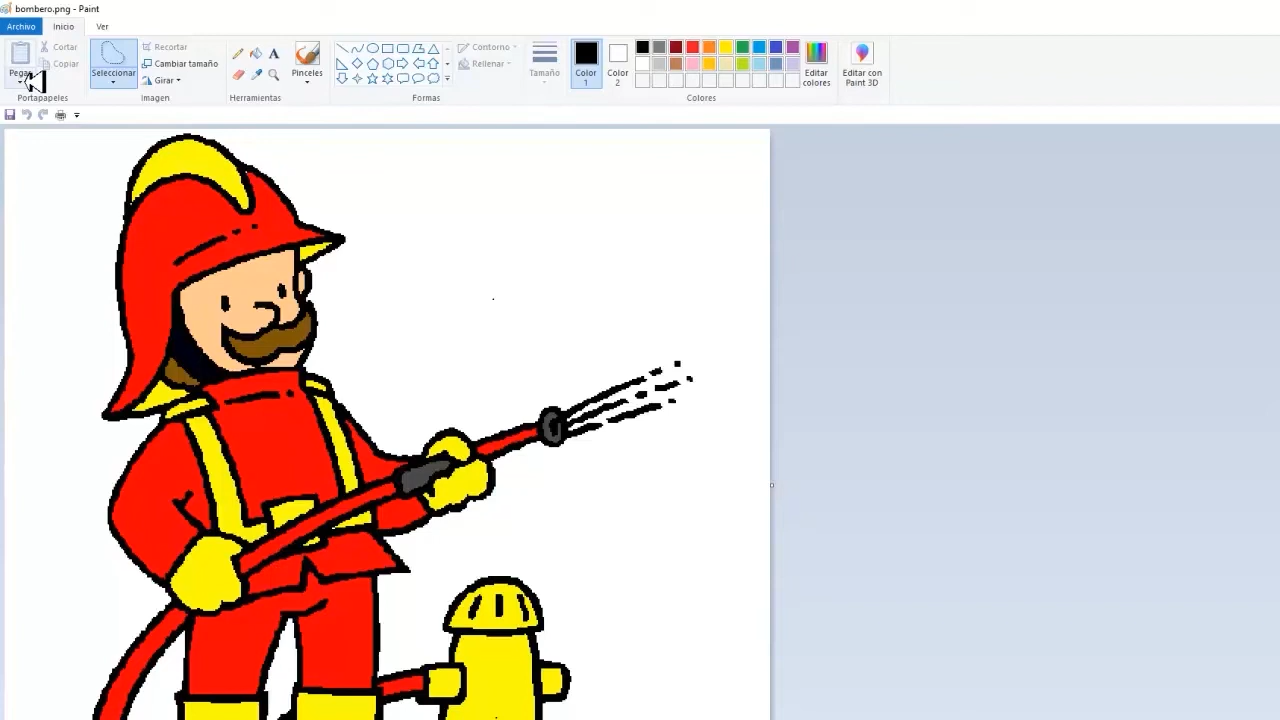 bombero.png - Paint
Archivo Inicio Ver
Pegar
Cortar
Copiar
Portapapeles
Seleccionar
Recortar
Cambiar tamaño
Girar
Imagen
A
Herramientas
Pinceles
Contorno
Rellenar
Formas
Tamaño
Color 1
Color 2
Editar colores
Colores
Editar con Paint 3D